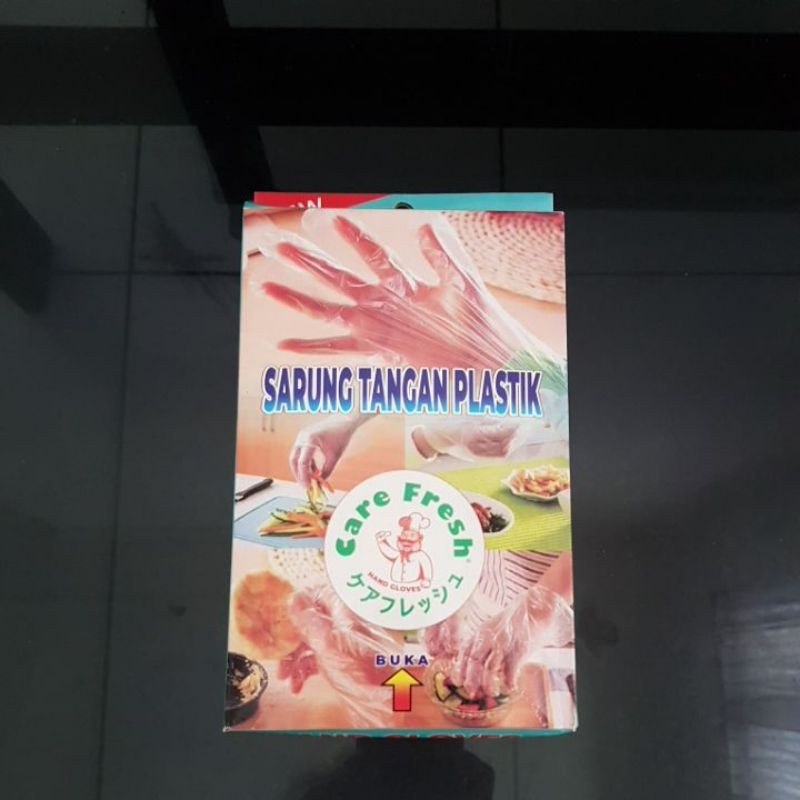 SARUNG TANGAN PLASTIK
Care Fresh
HAND GLOVES
ケアフレッシュ
BUKA